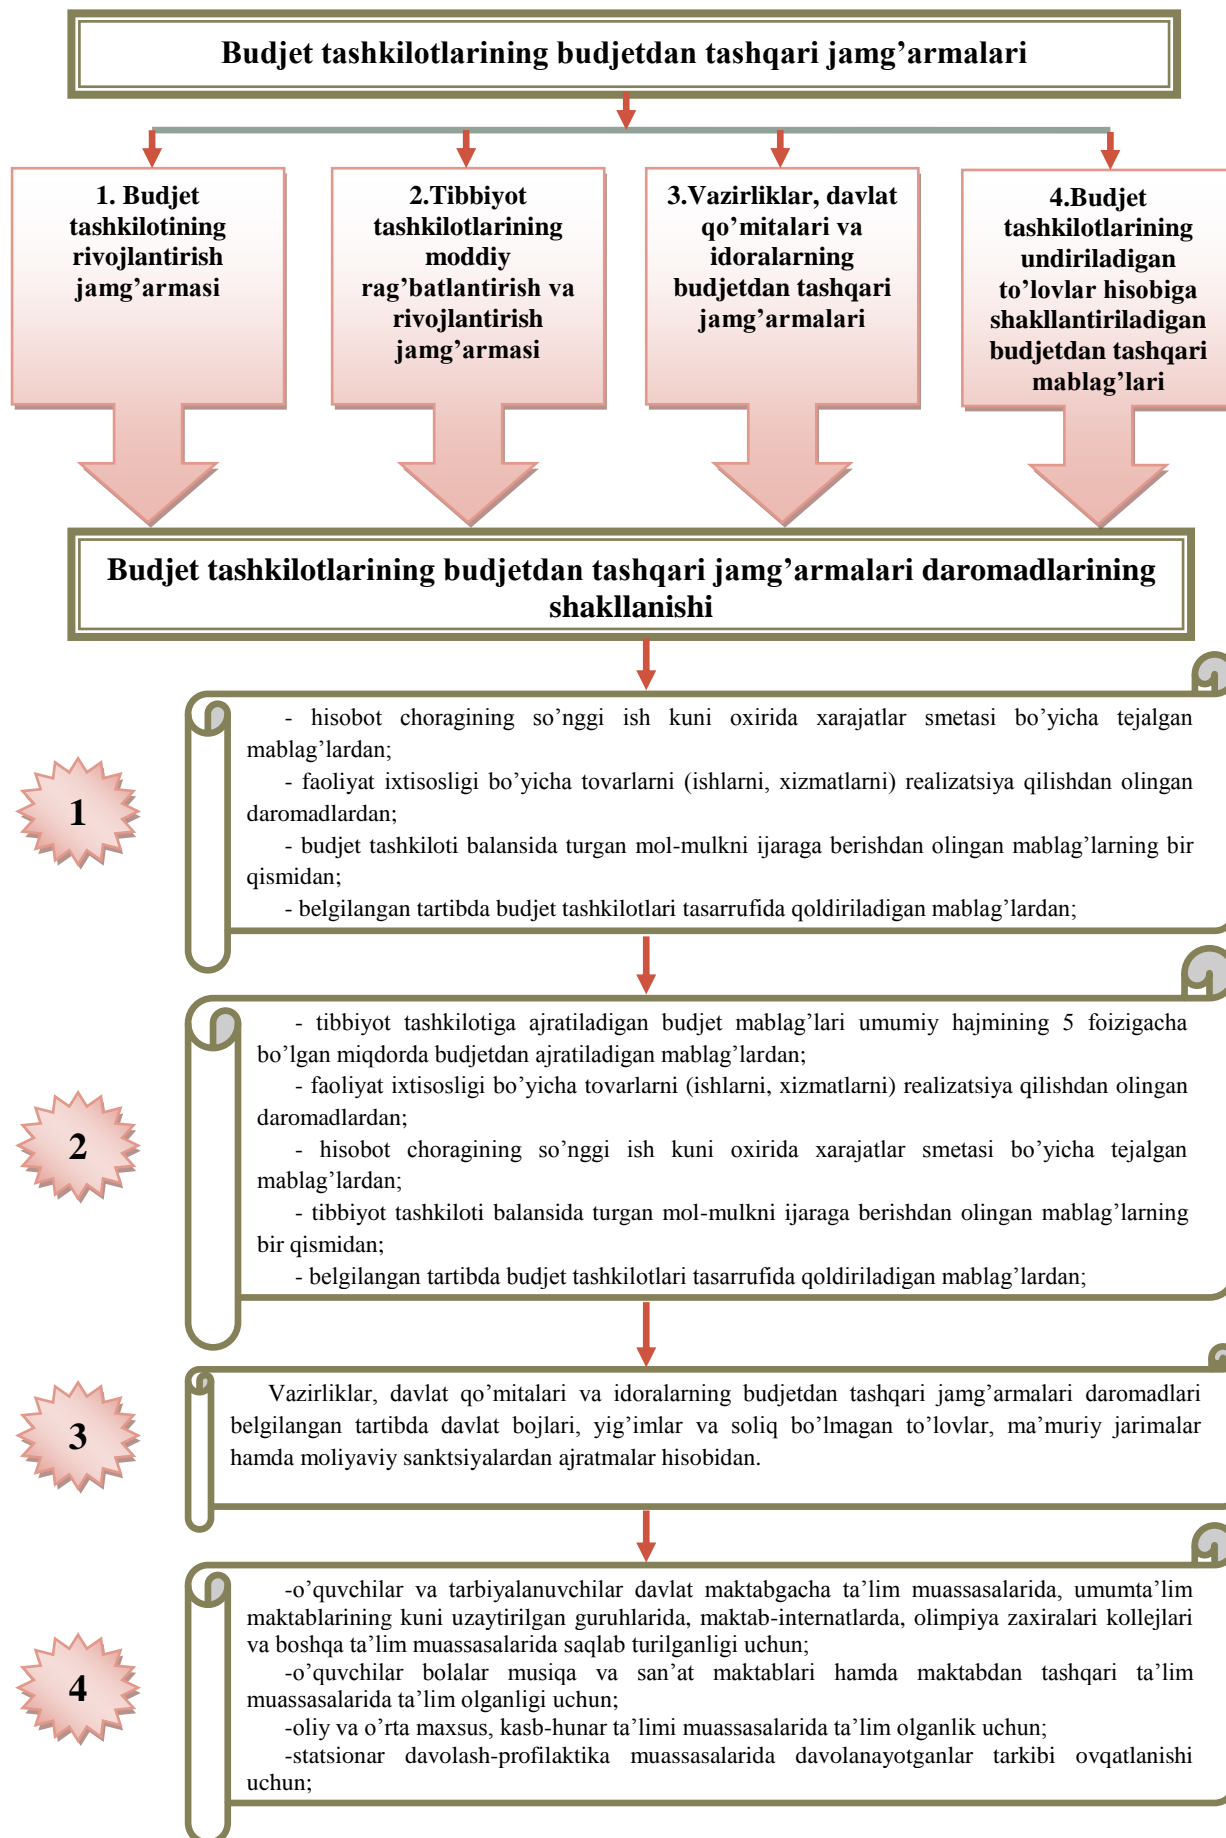 Budjet tashkilotlarining budjetdan tashqari jamg’armalari
1. Budjet
tashkilotining
rivojlantirish
jamg’armasi
2.Tibbiyot
tashkilotlarining
moddiy
rag’batlantirish va
rivojlantirish
jamg’armasi
3.Vazirliklar, davlat
qo’mitalari va
idoralarning
budjetdan tashqari
jamg’armalari
4.Budjet
tashkilotlarining
undiriladigan
to’lovlar hisobiga
shakllantiriladigan
budjetdan tashqari
mablag’lari
Budjet tashkilotlarining budjetdan tashqari jamg’armalari daromadlarining
shakllanishi
1
- hisobot choragining so’nggi ish kuni oxirida xarajatlar smetasi bo’yicha tejalgan
mablag’lardan;
- faoliyat ixtisosligi bo’yicha tovarlarni (ishlarni, xizmatlarni) realizatsiya qilishdan olingan
daromadlardan;
- budjet tashkiloti balansida turgan mol-mulkni ijaraga berishdan olingan mablag’larning bir
qismidan;
- belgilangan tartibda budjet tashkilotlari tasarrufida qoldiriladigan mablag’lardan;
2
- tibbiyot tashkilotiga ajratiladigan budjet mablag’lari umumiy hajmining 5 foizigacha
bo’lgan miqdorda budjetdan ajratiladigan mablag’lardan;
- faoliyat ixtisosligi bo’yicha tovarlarni (ishlarni, xizmatlarni) realizatsiya qilishdan olingan
daromadlardan;
- hisobot choragining so’nggi ish kuni oxirida xarajatlar smetasi bo’yicha tejalgan
mablag’lardan;
- tibbiyot tashkiloti balansida turgan mol-mulkni ijaraga berishdan olingan mablag’larning
bir qismidan;
- belgilangan tartibda budjet tashkilotlari tasarrufida qoldiriladigan mablag’lardan;
3
Vazirliklar, davlat qo’mitalari va idoralarning budjetdan tashqari jamg’armalari daromadlari
belgilangan tartibda davlat bojlari, yig’imlar va soliq bo’lmagan to’lovlar, ma’muriy jarimalar
hamda moliyaviy sanktsiyalardan ajratmalar hisobidan.
4
-o’quvchilar va tarbiyalanuvchilar davlat maktabgacha ta’lim muassasalarida, umumta’lim
maktablarining kuni uzaytirilgan guruhlarida, maktab-internatlarda, olimpiya zaxiralari kollejlari
va boshqa ta’lim muassasalarida saqlab turilganligi uchun;
-o’quvchilar bolalar musiqa va san’at maktablari hamda maktabdan tashqari ta’lim
muassasalarida ta’lim olganligi uchun;
-oliy va o’rta maxsus, kasb-hunar ta’limi muassasalarida ta’lim olganlik uchun;
-statsionar davolash-profilaktika muassasalarida davolanayotganlar tarkibi ovqatlanishi
uchun;